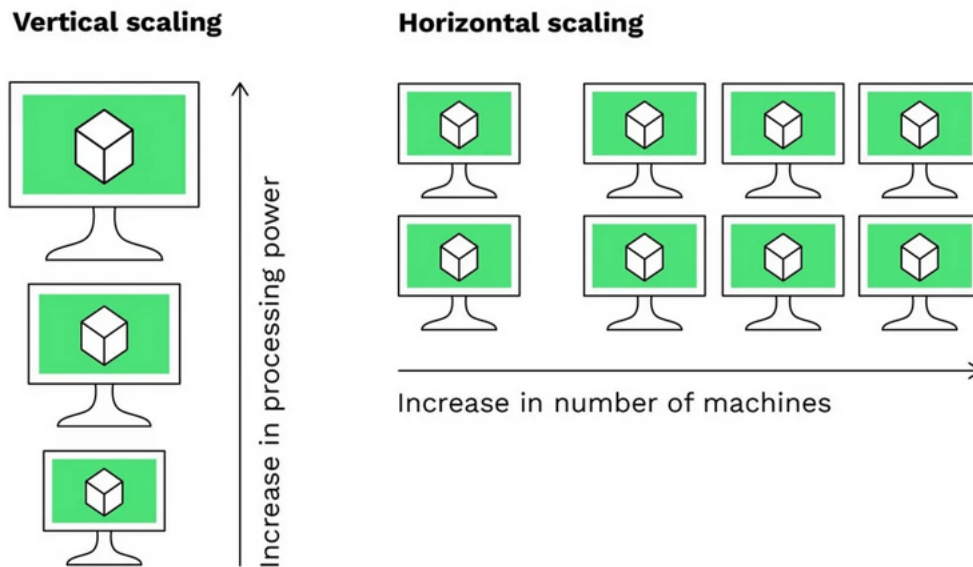 Vertical scaling
Horizontal scaling
Increase in processing power
Increase in number of machines